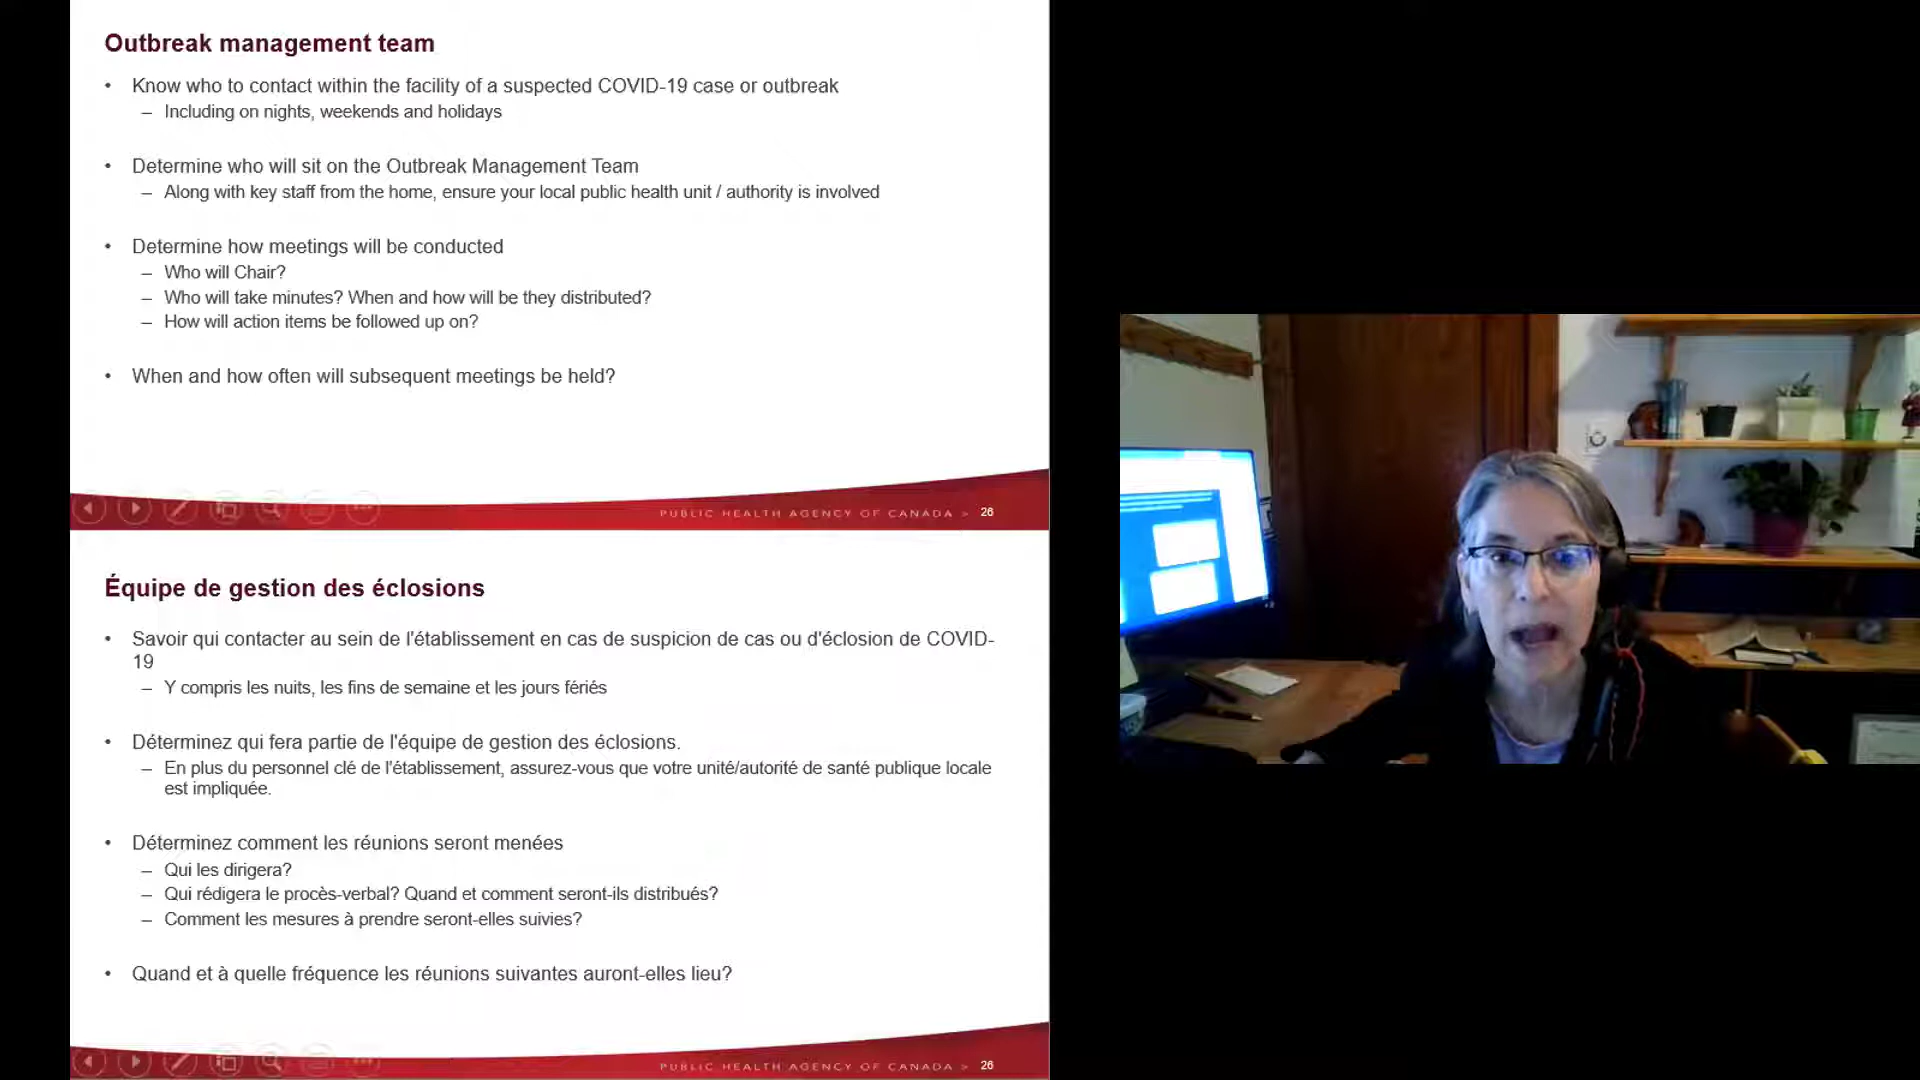 Outbreak management team
• Know who to contact within the facility of a suspected COVID-19 case or outbreak
– Including on nights, weekends and holidays
• Determine who will sit on the Outbreak Management Team
– Along with key staff from the home, ensure your local public health unit / authority is involved
• Determine how meetings will be conducted
– Who will Chair?
– Who will take minutes? When and how will be they distributed?
– How will action items be followed up on?
• When and how often will subsequent meetings be held?
PUBLIC HEALTH AGENCY OF CANADA > 26
Équipe de gestion des éclosions
• Savoir qui contacter au sein de l'établissement en cas de suspicion de cas ou d'éclosion de COVID-
19
– Y compris les nuits, les fins de semaine et les jours fériés
• Déterminez qui fera partie de l'équipe de gestion des éclosions.
– En plus du personnel clé de l'établissement, assurez-vous que votre unité/autorité de santé publique locale
est impliquée.
• Déterminez comment les réunions seront menées
– Qui les dirigera?
– Qui rédigera le procès-verbal? Quand et comment seront-ils distribués?
– Comment les mesures à prendre seront-elles suivies?
• Quand et à quelle fréquence les réunions suivantes auront-elles lieu?
PUBLIC HEALTH AGENCY OF CANADA > 26